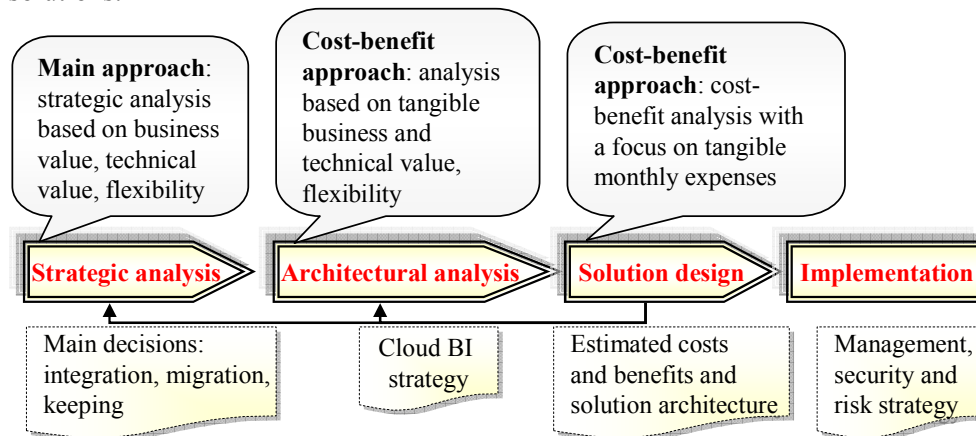 solutions.
Main approach:
strategic analysis
based on business
value, technical
value, flexibility
Cost-benefit
approach: analysis
based on tangible
business and
technical value,
flexibility
Cost-benefit
approach: cost-
benefit analysis with
a focus on tangible
monthly expenses
Strategic analysis
Architectural analysis
Solution design
Implementation
Main decisions:
integration, migration,
keeping
Cloud BI
strategy
Estimated costs
and benefits and
solution architecture
Management,
security and
risk strategy